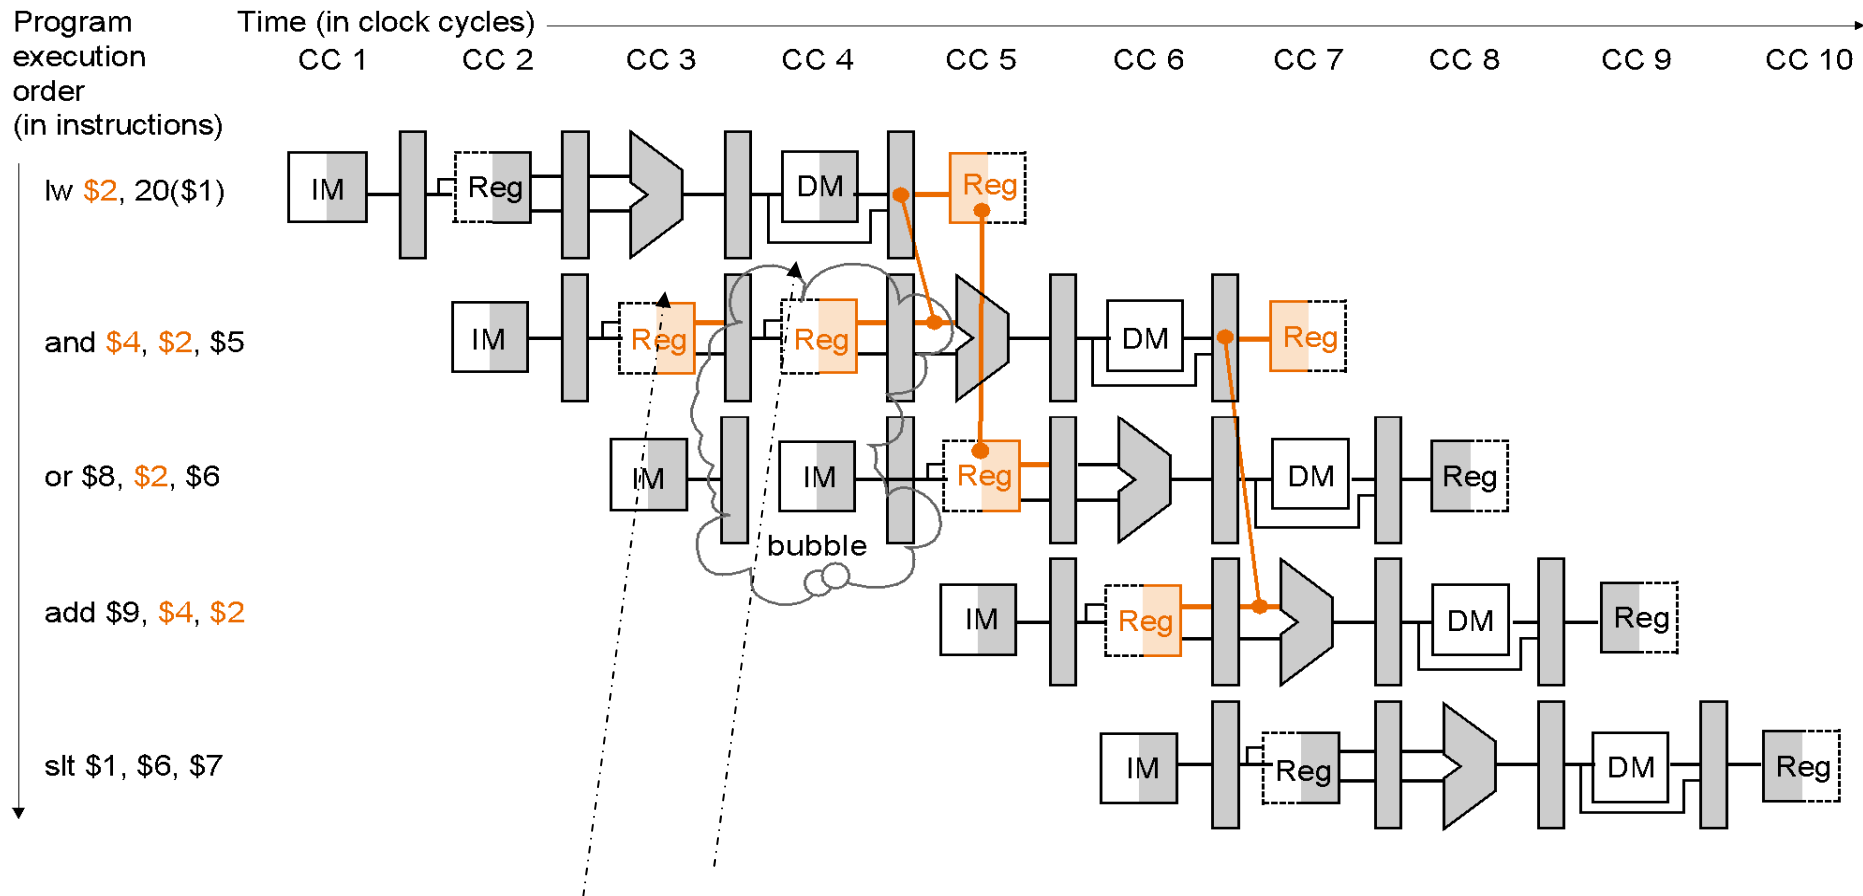 Program
execution
order
(in instructions)
Time (in clock cycles)
CC 1 CC 2 CC 3 CC 4 CC 5 CC 6 CC 7 CC 8 CC 9 CC 10
lw $2, 20($1)
IM Reg DM Reg
and $4, $2, $5
IM Reg Reg DM Reg
or $8, $2, $6
IM IM Reg DM Reg
bubble
add $9, $4, $2
IM Reg DM Reg
slt $1, $6, $7
IM Reg DM Reg